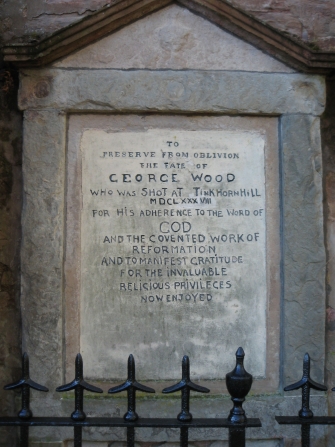 TO
PRESERVE FROM OBLIVION
THE FATE OF
GEORGE WOOD
WHO WAS SHOT AT TINKHORNHILL
MDCLXXXVIII
FOR HIS ADHERENCE TO THE WORD OF
GOD
AND THE COVENTED WORK OF
REFORMATION
AND TO MANIFEST GRATITUDE
FOR THE INVALUABLE
RELIGIOUS PRIVILEGES
NOW ENJOYED